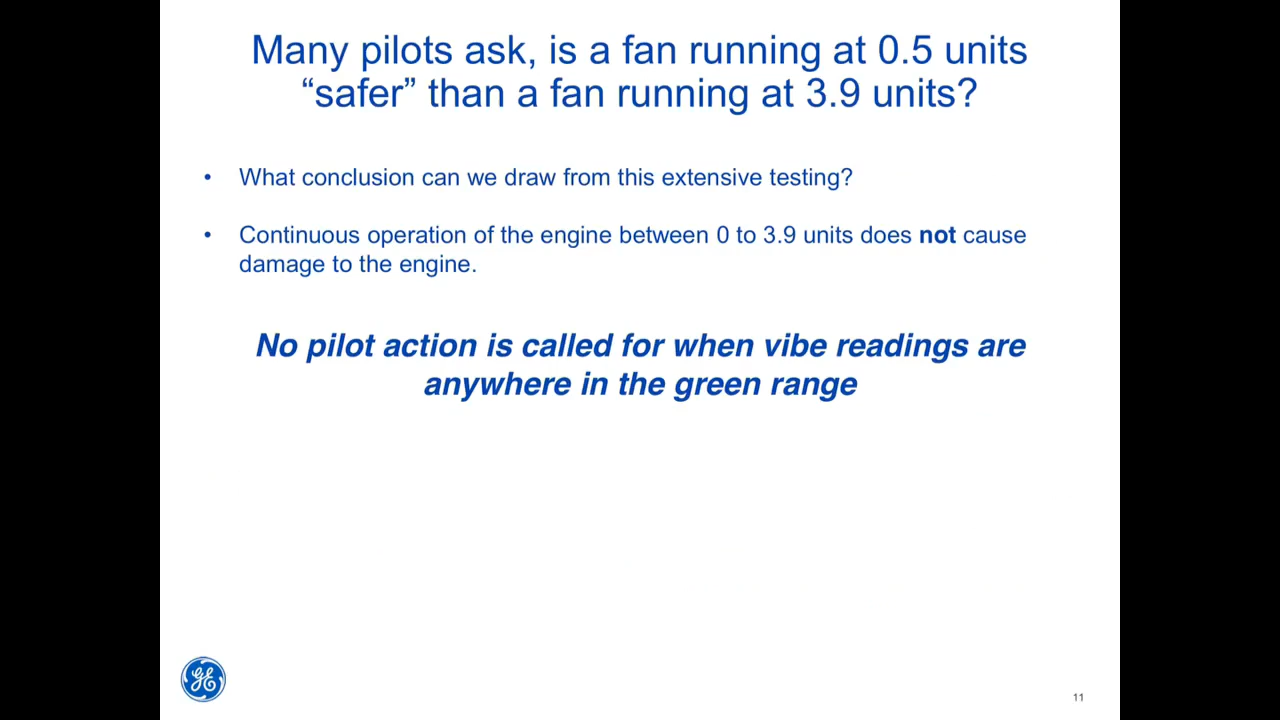 Many pilots ask, is a fan running at 0.5 units
“safer” than a fan running at 3.9 units?
• What conclusion can we draw from this extensive testing?
• Continuous operation of the engine between 0 to 3.9 units does not cause
damage to the engine.
No pilot action is called for when vibe readings are
anywhere in the green range
GE
11